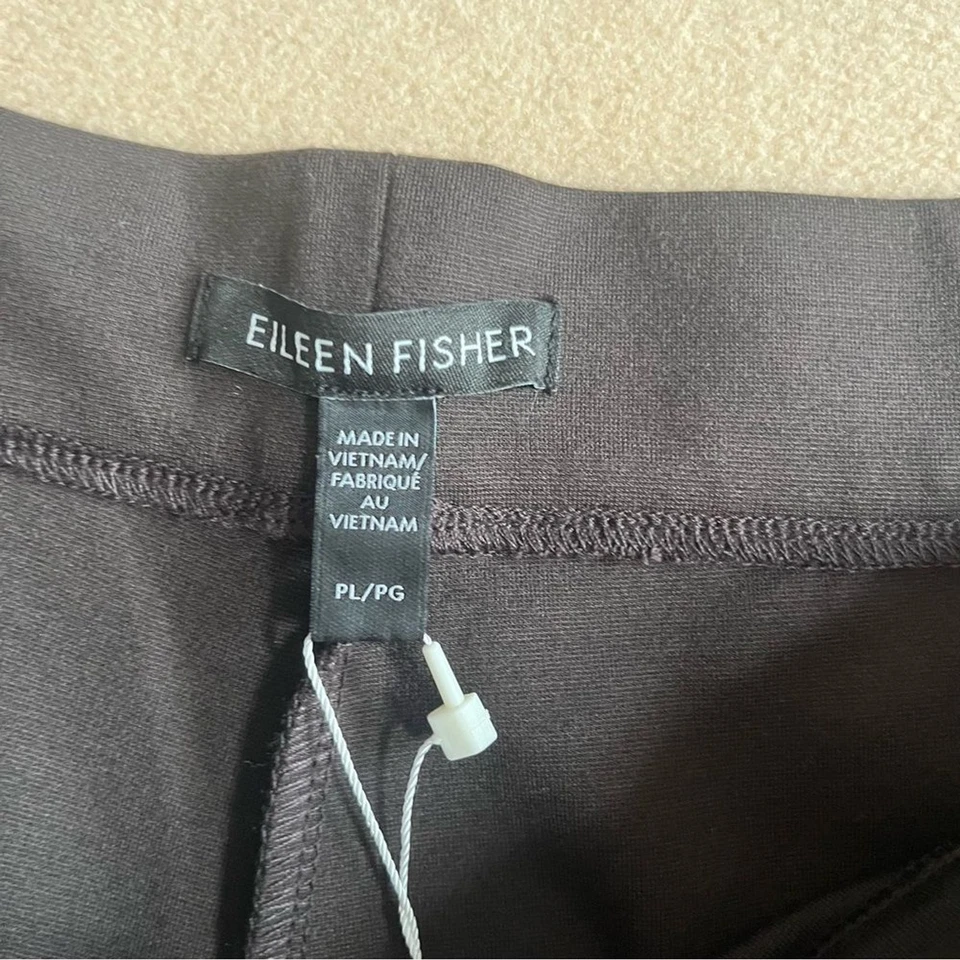 EILEEN FISHER
MADE IN
VIETNAM/
FABRIQUÉ
AU
VIETNAM
PL/PG